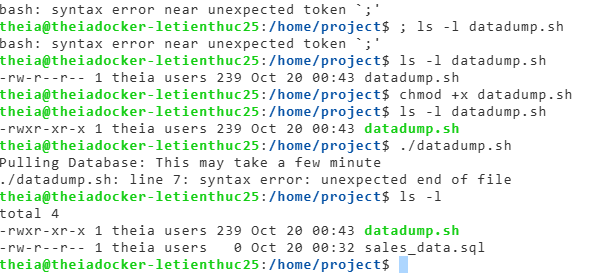 bash: syntax error near unexpected token `;'
theia@theiadocker-letienthuc25:/home/project$ ; ls -l datadump.sh
bash: syntax error near unexpected token `;'
theia@theiadocker-letienthuc25:/home/project$ ls -l datadump.sh
-rw-r--r-- 1 theia users 239 Oct 20 00:43 datadump.sh
theia@theiadocker-letienthuc25:/home/project$ chmod +x datadump.sh
theia@theiadocker-letienthuc25:/home/project$ ls -l datadump.sh
-rwxr-xr-x 1 theia users 239 Oct 20 00:43 datadump.sh
theia@theiadocker-letienthuc25:/home/project$ ./datadump.sh
Pulling Database: This may take a few minute
./datadump.sh: line 7: syntax error: unexpected end of file
theia@theiadocker-letienthuc25:/home/project$ ls -l
total 4
-rwxr-xr-x 1 theia users 239 Oct 20 00:43 datadump.sh
-rw-r--r-- 1 theia users   0 Oct 20 00:32 sales_data.sql
theia@theiadocker-letienthuc25:/home/project$